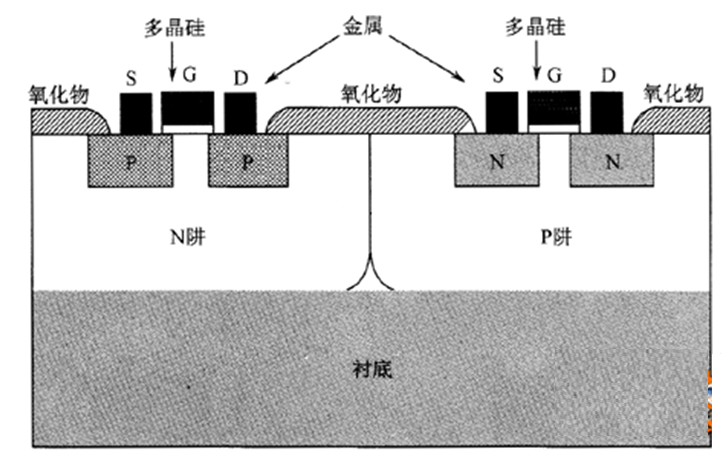 多晶硅 金属 多晶硅
S G D S G D
氧化物 氧化物 氧化物
P P N N
N阱 P阱
衬底